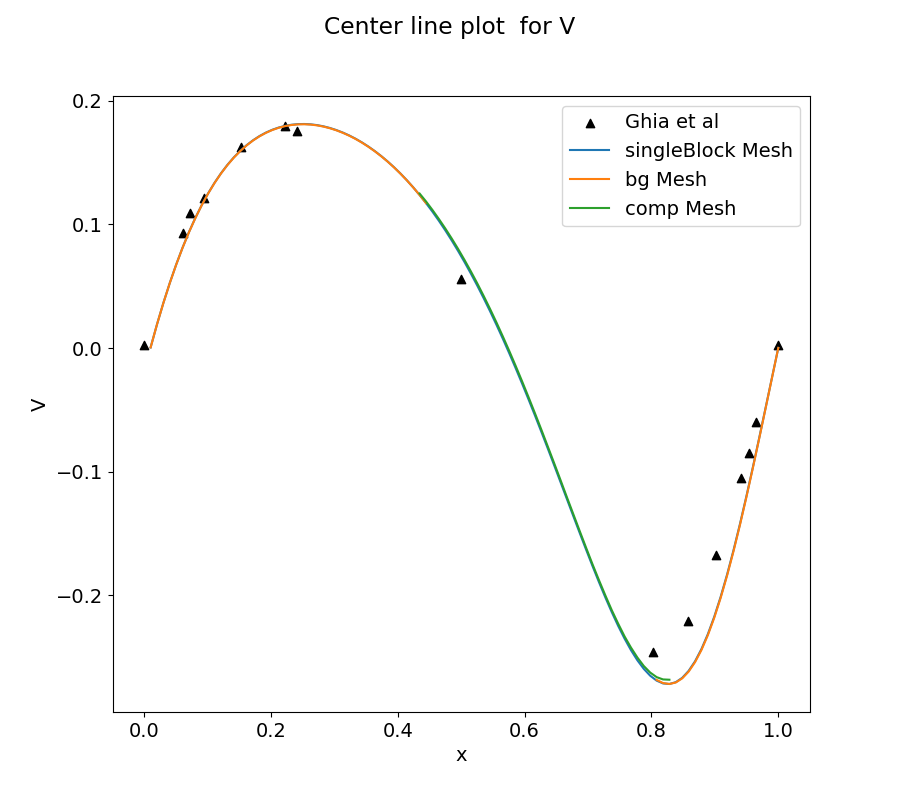 Center line plot  for V
Ghia et al
singleBlock Mesh
bg Mesh
comp Mesh
0.2
0.1
0.0
−0.1
−0.2
V
0.0 0.2 0.4 0.6 0.8 1.0
x